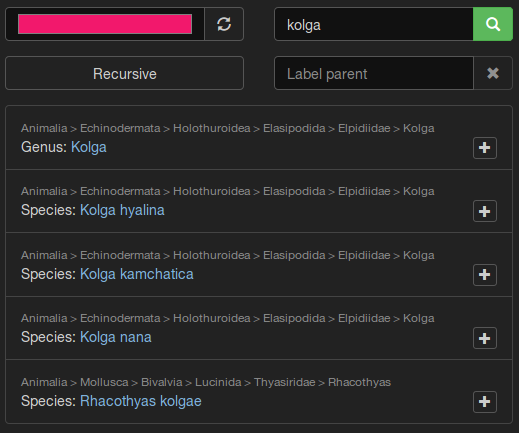 kolga
Recursive
Label parent
Animalia > Echinodermata > Holothuroidea > Elasipodida > Elpidiidae > Kolga
Genus: Kolga
Animalia > Echinodermata > Holothuroidea > Elasipodida > Elpidiidae > Kolga
Species: Kolga hyalina
Animalia > Echinodermata > Holothuroidea > Elasipodida > Elpidiidae > Kolga
Species: Kolga kamchatica
Animalia > Echinodermata > Holothuroidea > Elasipodida > Elpidiidae > Kolga
Species: Kolga nana
Animalia > Mollusca > Bivalvia > Lucinida > Thyasiridae > Rhacothyas
Species: Rhacothyas kolgae